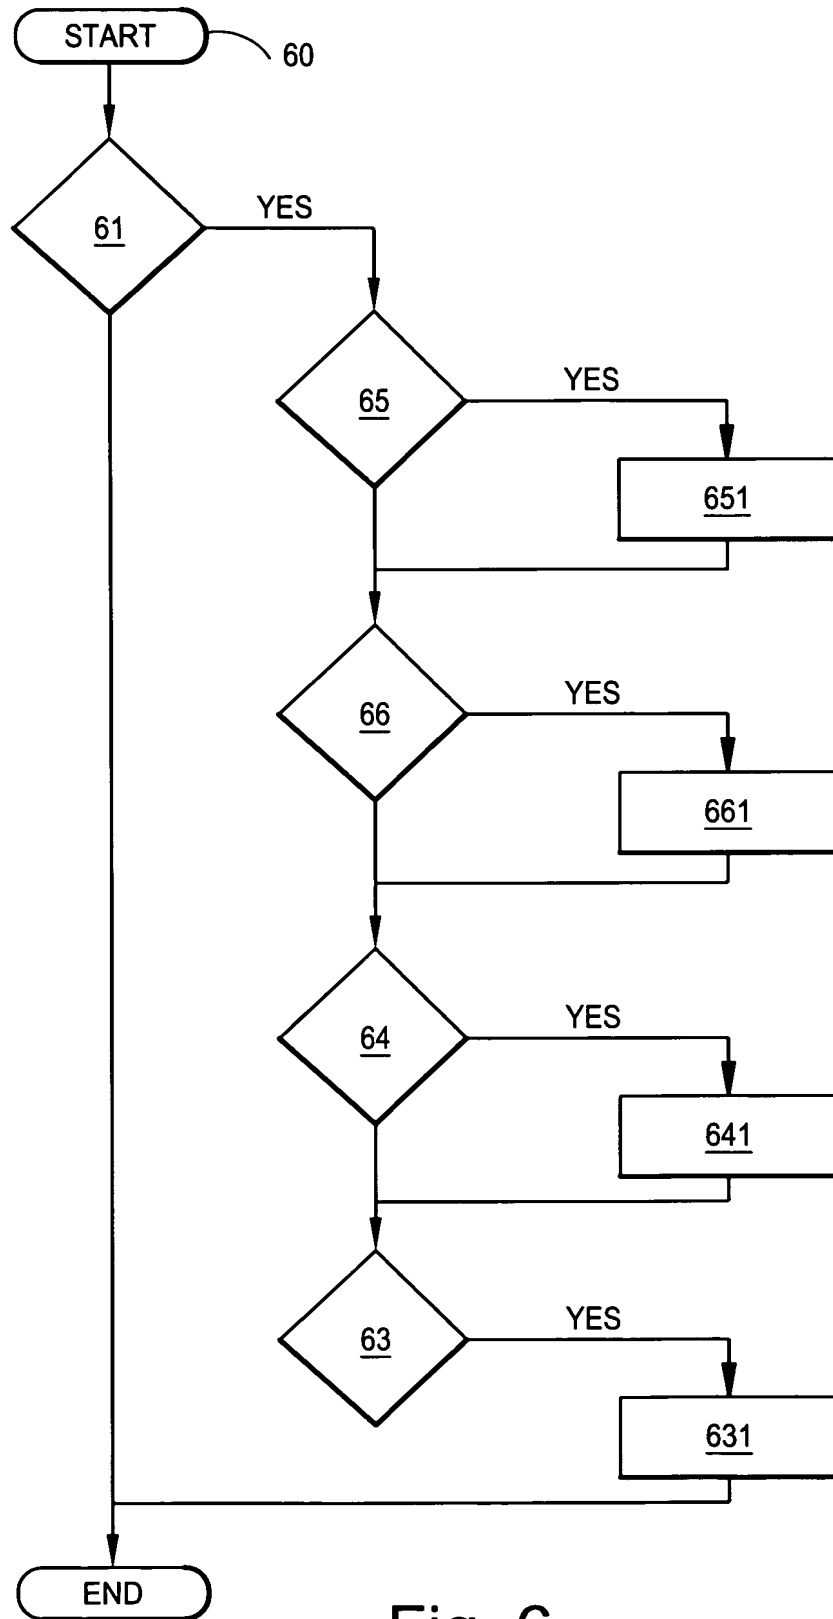 START
60
61
YES
65
YES
651
66
YES
661
64
YES
641
63
YES
631
END
Fig. 6